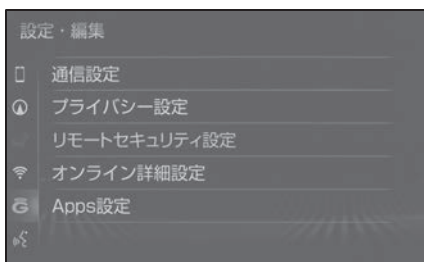 設定・編集
通信設定
プライバシー設定
リモートセキュリティ設定
オンライン詳細設定
Apps設定